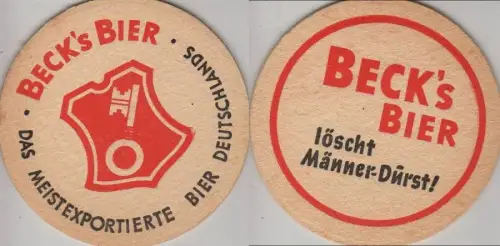 BECK's BIER
• DAS MEISTEXPORTIERTE BIER DEUTSCHLANDS •
BECK's
BIER
löscht
Männer-Dürst!